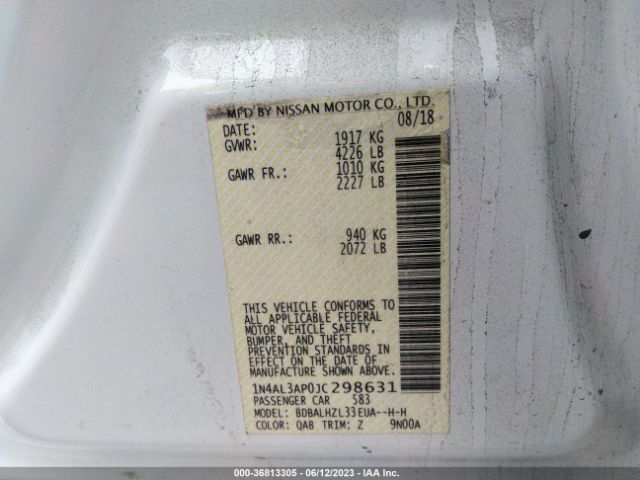 MFD BY NISSAN MOTOR CO., LTD.
DATE: 08/18
GVWR: 1917 KG
4226 LB
GAWR FR.: 1010 KG
2227 LB
GAWR RR.: 940 KG
2072 LB
THIS VEHICLE CONFORMS TO
ALL APPLICABLE FEDERAL
MOTOR VEHICLE SAFETY,
BUMPER, AND THEFT
PREVENTION STANDARDS IN
EFFECT ON THE DATE OF
MANUFACTURE SHOWN ABOVE.
1N4AL3AP0JC298631
PASSENGER CAR 583
MODEL: BDBALHZL33EUA--H-H
COLOR: QAB TRIM: Z 9N00A
000-36813305 - 06/12/2023 - IAA Inc.